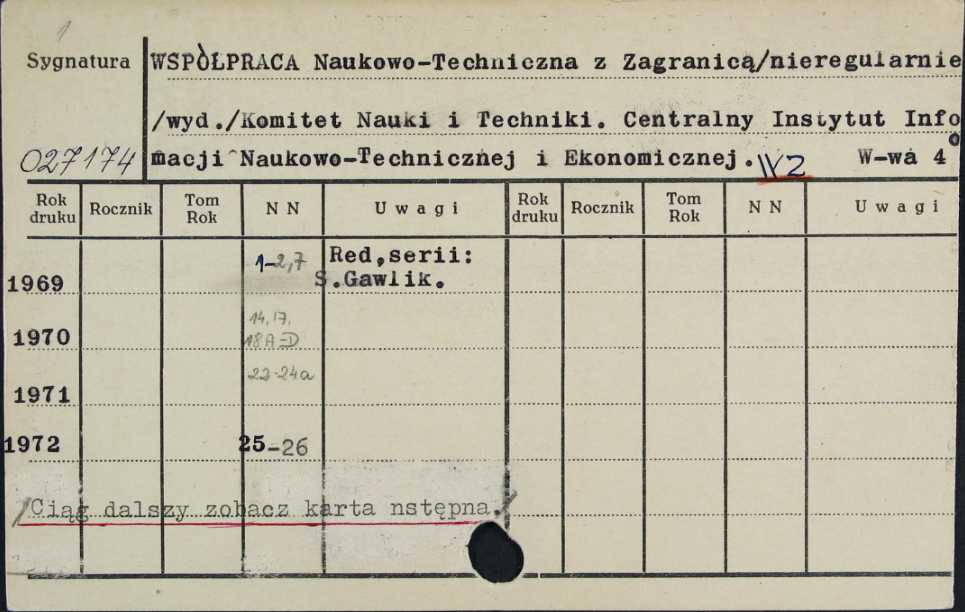 1
Sygnatura
WSPÓŁPRACA Naukowo-Techniczna z Zagranicą/nieregularnie
/wyd./Komitet Nauki i Techniki. Centralny Instytut Info
027174
macji Naukowo-Technicznej i Ekonomicznej. W-wa 4°
Rok druku Rocznik Tom Rok NN Uwagi Rok druku Rocznik Tom Rok NN Uwagi
1969 1-2,7 Red,serii:
S.Gawlik.
14,17,
1970 18A-D
22-24a
1971
1972 25-26
/Ciąg dalszy zobacz karta nstępna./